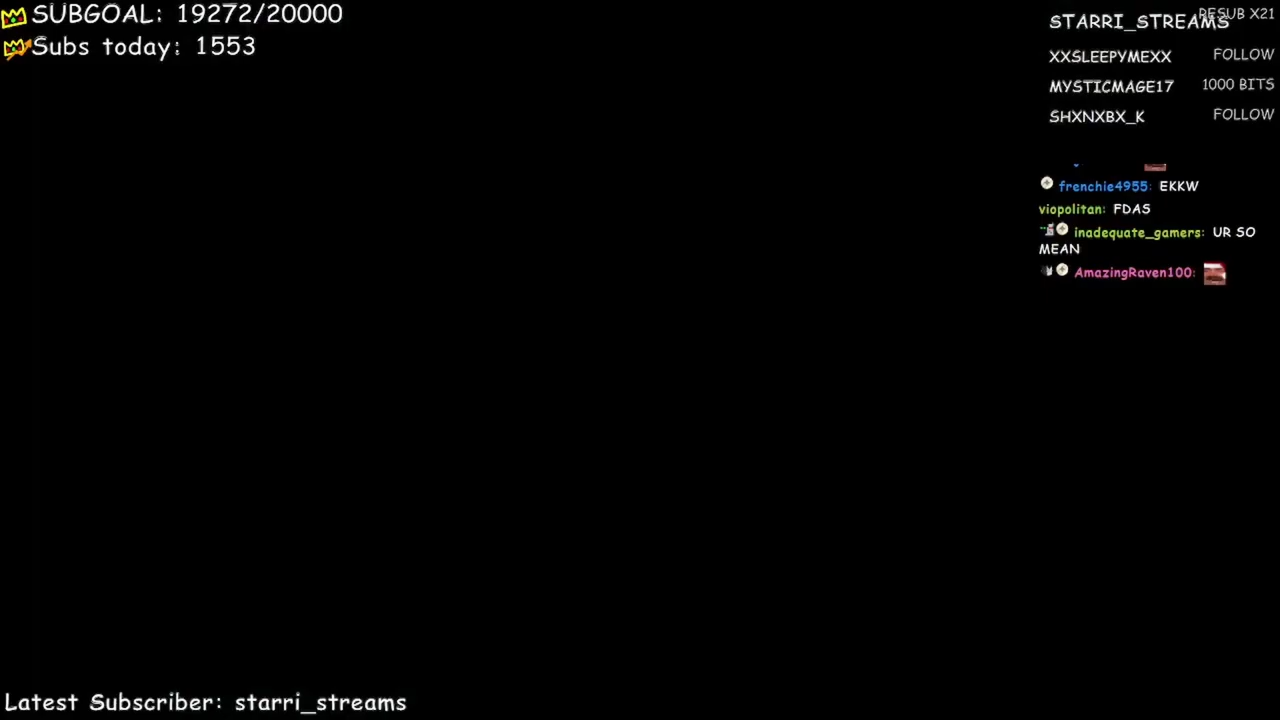 SUBGOAL: 19272/20000
Subs today: 1553
STARRI_STREAMS RESUB X21
XXSLEEPYMEXX FOLLOW
MYSTICMAGE17 1000 BITS
SHXNXBX_K FOLLOW
frenchie4955: EKKW
viopolitan: FDAS
inadequate_gamers: UR SO
MEAN
AmazingRaven100:
Latest Subscriber: starri_streams